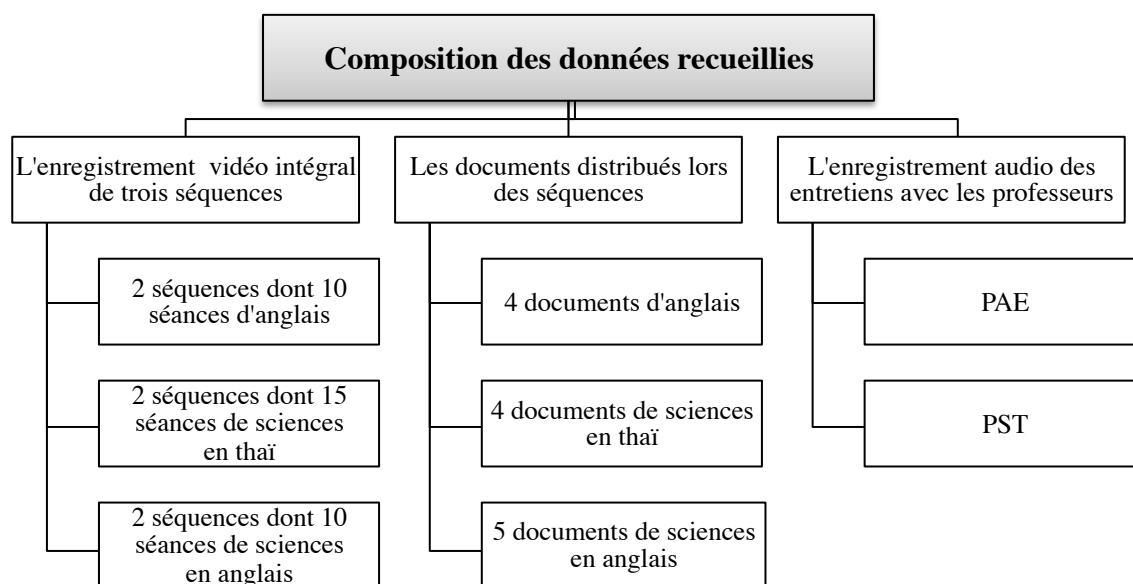 Composition des données recueillies
L'enregistrement vidéo intégral
de trois séquences
2 séquences dont 10
séances d'anglais
2 séquences dont 15
séances de sciences
en thaï
2 séquences dont 10
séances de sciences
en anglais
Les documents distribués lors
des séquences
4 documents d'anglais
4 documents de sciences
en thaï
5 documents de sciences
en anglais
L'enregistrement audio des
entretiens avec les professeurs
PAE
PST